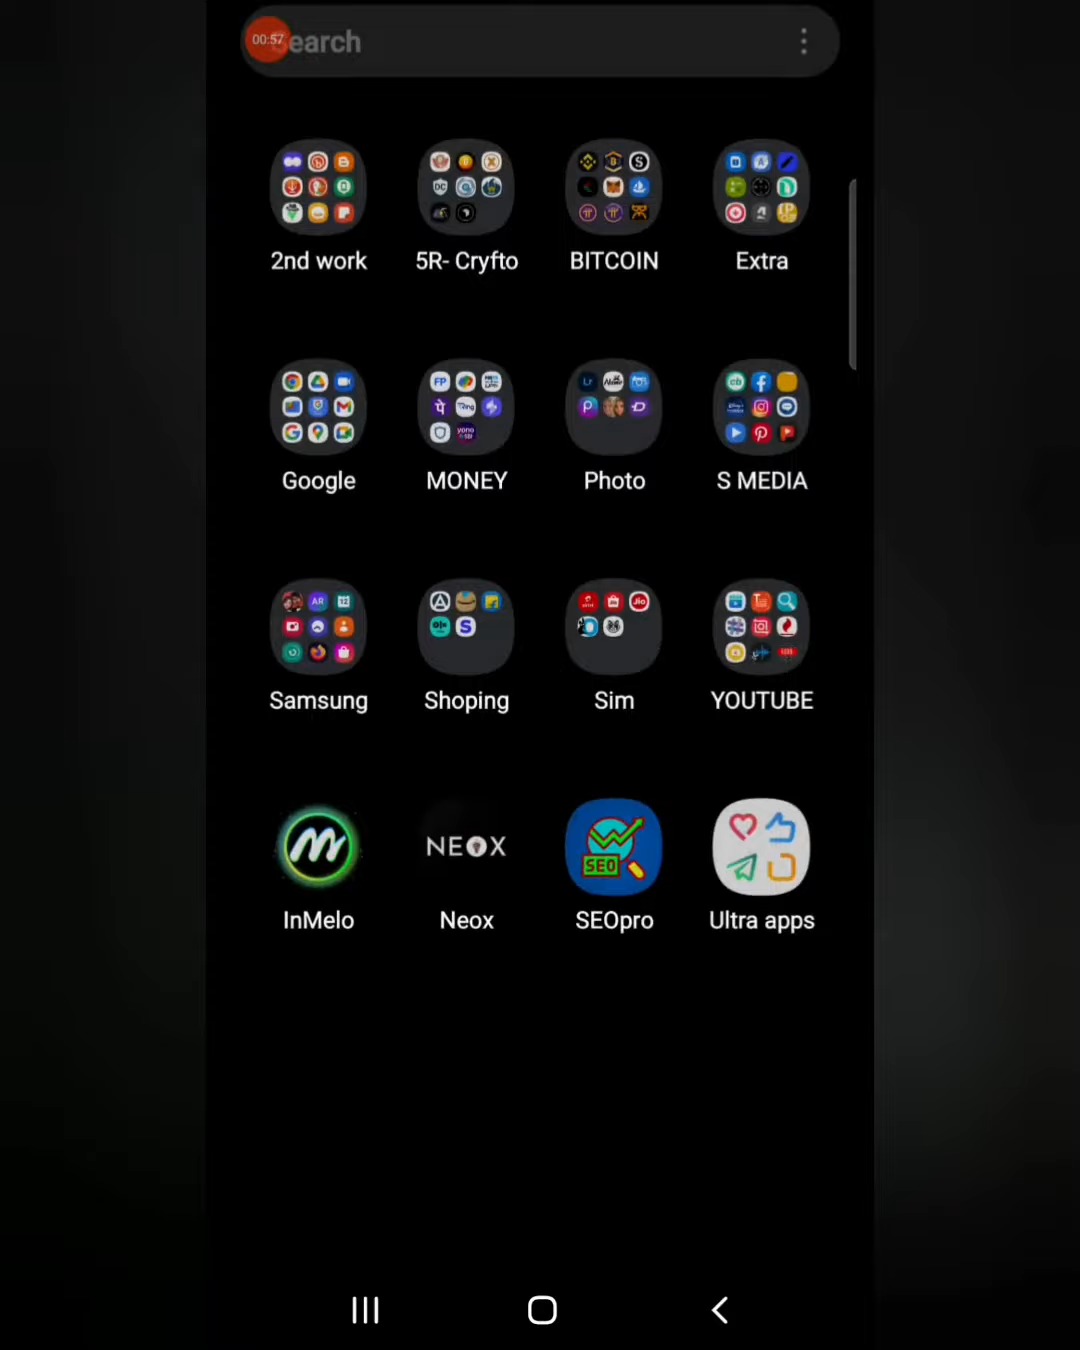 00:57 Search
2nd work 5R- Cryfto BITCOIN Extra
Google MONEY Photo S MEDIA
Samsung Shoping Sim YOUTUBE
NEOX
SEO
InMelo Neox SEOpro Ultra apps